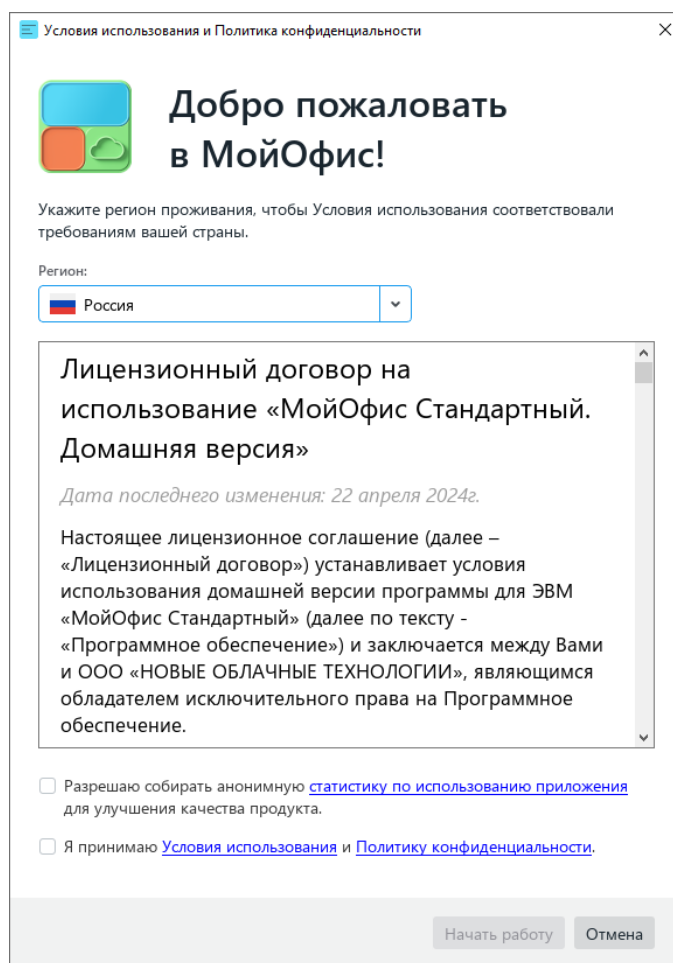 Условия использования и Политика конфиденциальности
Добро пожаловать
в МойОфис!
Укажите регион проживания, чтобы Условия использования соответствовали
требованиям вашей страны.
Регион:
Россия
Лицензионный договор на
использование «МойОфис Стандартный.
Домашняя версия»
Дата последнего изменения: 22 апреля 2024г.
Настоящее лицензионное соглашение (далее –
«Лицензионный договор») устанавливает условия
использования домашней версии программы для ЭВМ
«МойОфис Стандартный» (далее по тексту -
«Программное обеспечение») и заключается между Вами
и ООО «НОВЫЕ ОБЛАЧНЫЕ ТЕХНОЛОГИИ», являющимся
обладателем исключительного права на Программное
обеспечение.
Разрешаю собирать анонимную статистику по использованию приложения
для улучшения качества продукта.
Я принимаю Условия использования и Политику конфиденциальности.
Начать работу Отмена